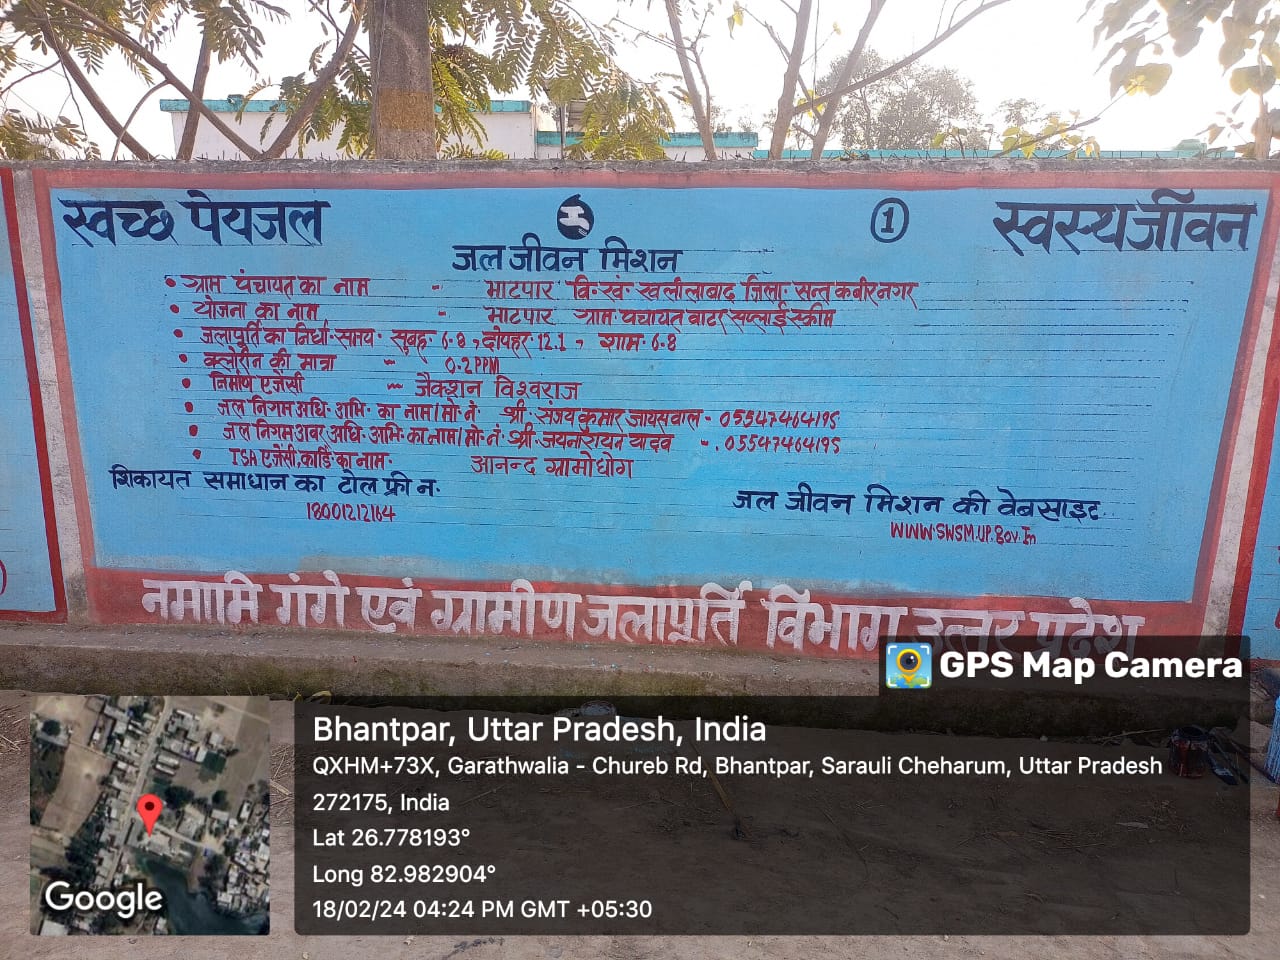 स्वच्छ पेयजल
1
स्वस्थ जीवन
जल जीवन मिशन
• ग्राम पंचायत का नाम - भाटपार वि.खं. खलीलाबाद जिला. सन्त कबीर नगर
• योजना का नाम - भाटपार ग्राम पंचायत वाटर सप्लाई स्कीम
• जलापूर्ति का निर्धा.समय. सुबह 6-8, दोपहर 12.1, शाम. 6-8
• क्लोरीन की मात्रा - 0.2 PPM
• निर्माण एजेंसी - जैक्शन विश्वराज
• जल निगम अधि. अभि. का नाम/मो.नं. श्री. संजय कुमार जायसवाल - 05547464195
• जल निगम अवर अधि. अभि. का नाम/मो.नं. श्री. जयनारायन यादव - . 05547464195
• ISA एजेंसी, कार्डि. का नाम. आनन्द ग्रामोधोग
शिकायत समाधान का टोल फ्री न.
18001212164
जल जीवन मिशन की वेबसाइट
WWW.SWSM.UP.Gov.In
नमामि गंगे एवं ग्रामीण जलापूर्ति विभाग उत्तर प्रदेश
GPS Map Camera
Bhantpar, Uttar Pradesh, India
QXHM+73X, Garathwalia - Chureb Rd, Bhantpar, Sarauli Cheharum, Uttar Pradesh
272175, India
Lat 26.778193°
Long 82.982904°
18/02/24 04:24 PM GMT +05:30
Google